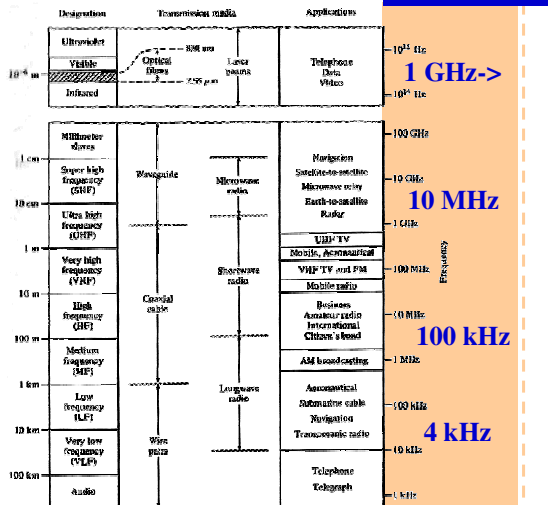 Designation Transmission media Applications
Ultraviolet
Visible
Infrared
10⁻⁶ m
Optical
fibers
Laser
beams
Telephone
Data
Video
Hz
10¹⁴ Hz
1 GHz->
Millimeter
waves
1 cm
Super high
frequency
(SHF)
10 cm
Ultra high
frequency
(UHF)
1 m
Very high
frequency
(VHF)
10 m
High
frequency
(HF)
100 m
Medium
frequency
(MF)
1 km
Low
frequency
(LF)
10 km
Very low
frequency
(VLF)
100 km
Audio
Waveguide
Coaxial
cable
Wire
pairs
Microwave
radio
Shortwave
radio
Longwave
radio
Navigation
Satellite-to-satellite
Microwave relay
Earth-to-satellite
Radar
UHF TV
Mobile, Aeronautical
VHF TV and FM
Mobile radio
Business
Amateur radio
International
Citizen's band
AM broadcasting
Aeronautical
Submarine cable
Navigation
Transoceanic radio
Telephone
Telegraph
100 GHz
10 GHz
1 GHz
100 MHz
10 MHz
1 MHz
100 kHz
10 kHz
1 kHz
Frequency
10 MHz
100 kHz
4 kHz